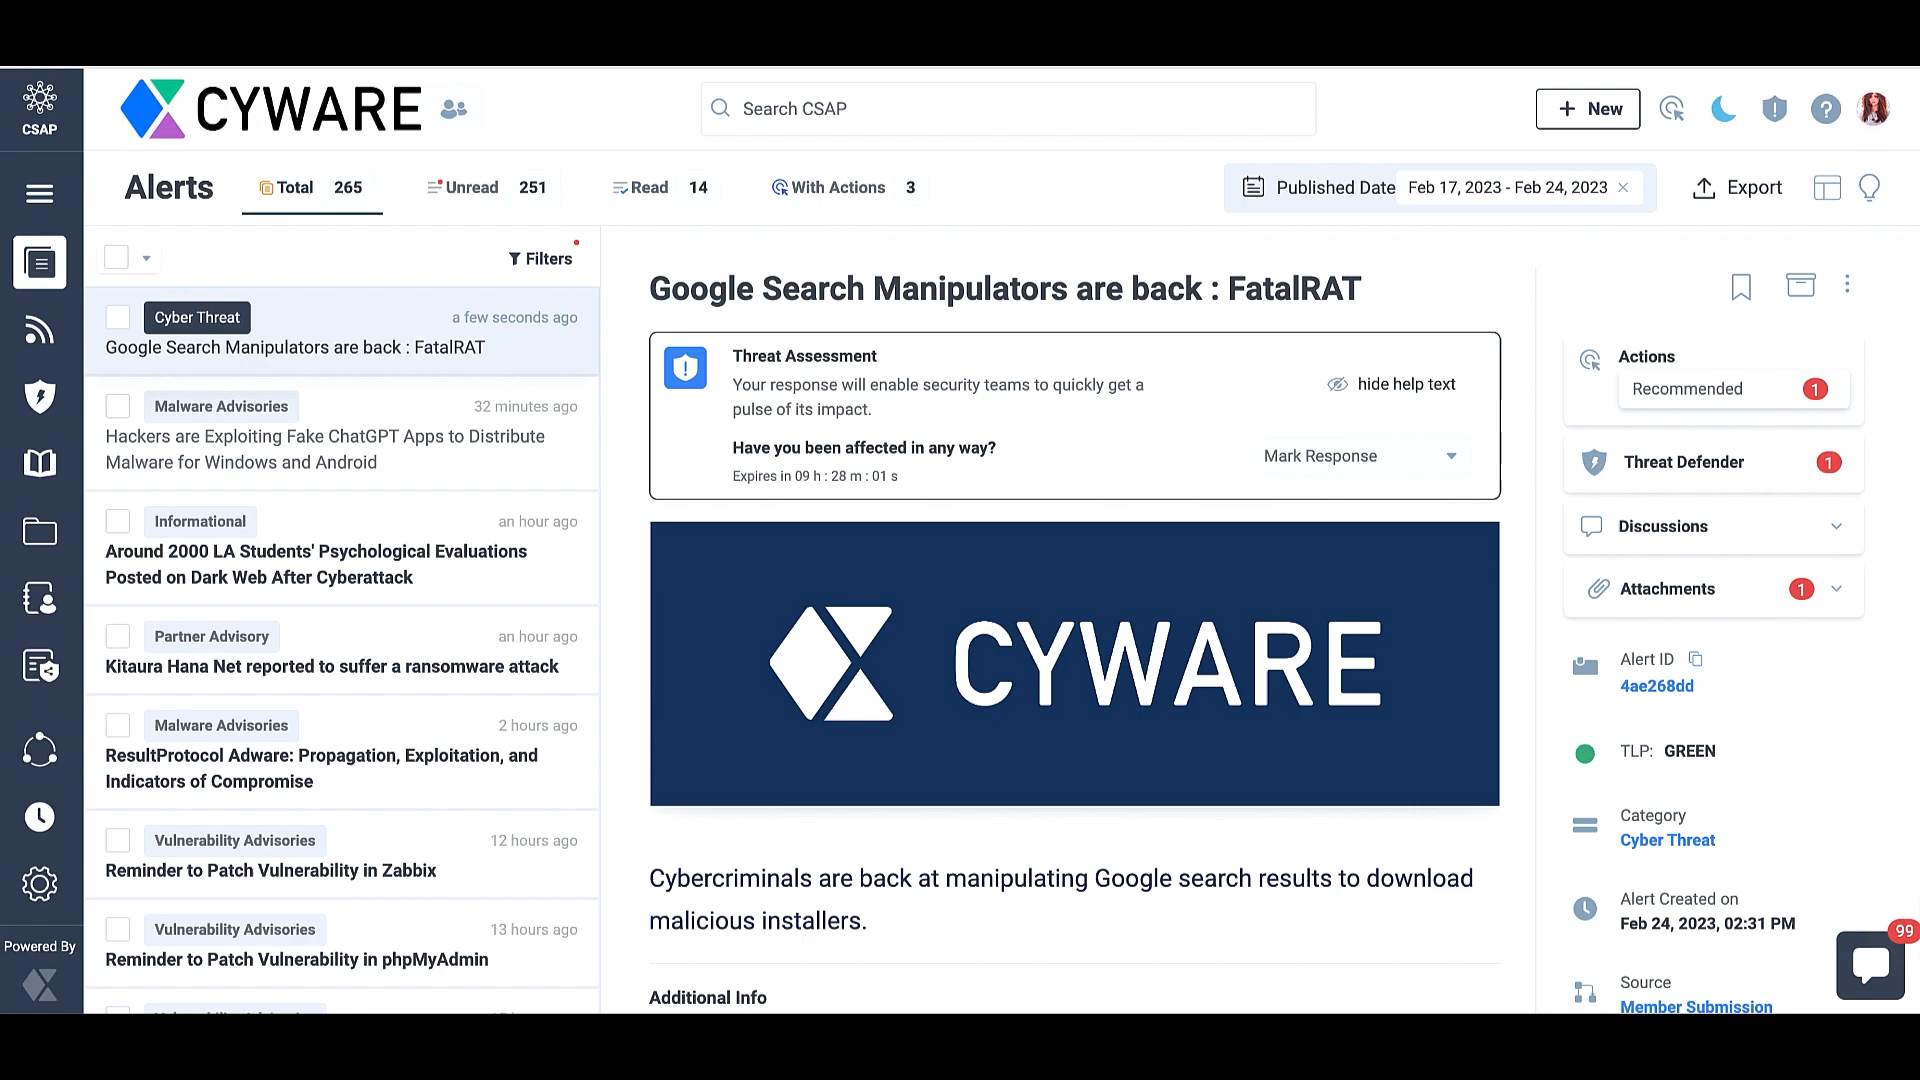 CSAP
CYWARE
Search CSAP
+ New
Alerts
Total 265
Unread 251
Read 14
With Actions 3
Published Date Feb 17, 2023 - Feb 24, 2023
Export
Filters
Cyber Threat a few seconds ago
Google Search Manipulators are back : FatalRAT
Malware Advisories 32 minutes ago
Hackers are Exploiting Fake ChatGPT Apps to Distribute
Malware for Windows and Android
Informational an hour ago
Around 2000 LA Students' Psychological Evaluations
Posted on Dark Web After Cyberattack
Partner Advisory an hour ago
Kitaura Hana Net reported to suffer a ransomware attack
Malware Advisories 2 hours ago
ResultProtocol Adware: Propagation, Exploitation, and
Indicators of Compromise
Vulnerability Advisories 12 hours ago
Reminder to Patch Vulnerability in Zabbix
Vulnerability Advisories 13 hours ago
Reminder to Patch Vulnerability in phpMyAdmin
Powered By
Google Search Manipulators are back : FatalRAT
Threat Assessment
Your response will enable security teams to quickly get a
pulse of its impact.
hide help text
Have you been affected in any way?
Expires in 09 h : 28 m : 01 s
Mark Response
CYWARE
Cybercriminals are back at manipulating Google search results to download
malicious installers.
Additional Info
Actions
Recommended 1
Threat Defender 1
Discussions
Attachments 1
Alert ID
4ae268dd
TLP: GREEN
Category
Cyber Threat
Alert Created on
Feb 24, 2023, 02:31 PM
Source
Member Submission
99